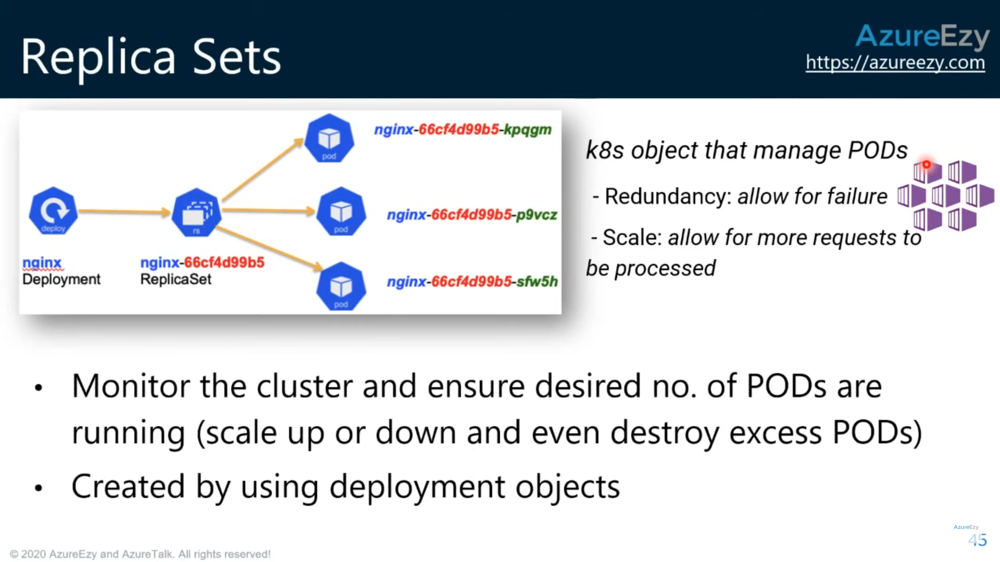 Replica Sets
AzureEzy
https://azureezy.com
pod
nginx-66cf4d99b5-kpqgm
deploy
rs
pod
nginx-66cf4d99b5-p9vcz
nginx
Deployment
nginx-66cf4d99b5
ReplicaSet
pod
nginx-66cf4d99b5-sfw5h
k8s object that manage PODs
- Redundancy: allow for failure
- Scale: allow for more requests to
be processed
• Monitor the cluster and ensure desired no. of PODs are
running (scale up or down and even destroy excess PODs)
• Created by using deployment objects
AzureEzy
45
© 2020 AzureEzy and AzureTalk. All rights reserved!